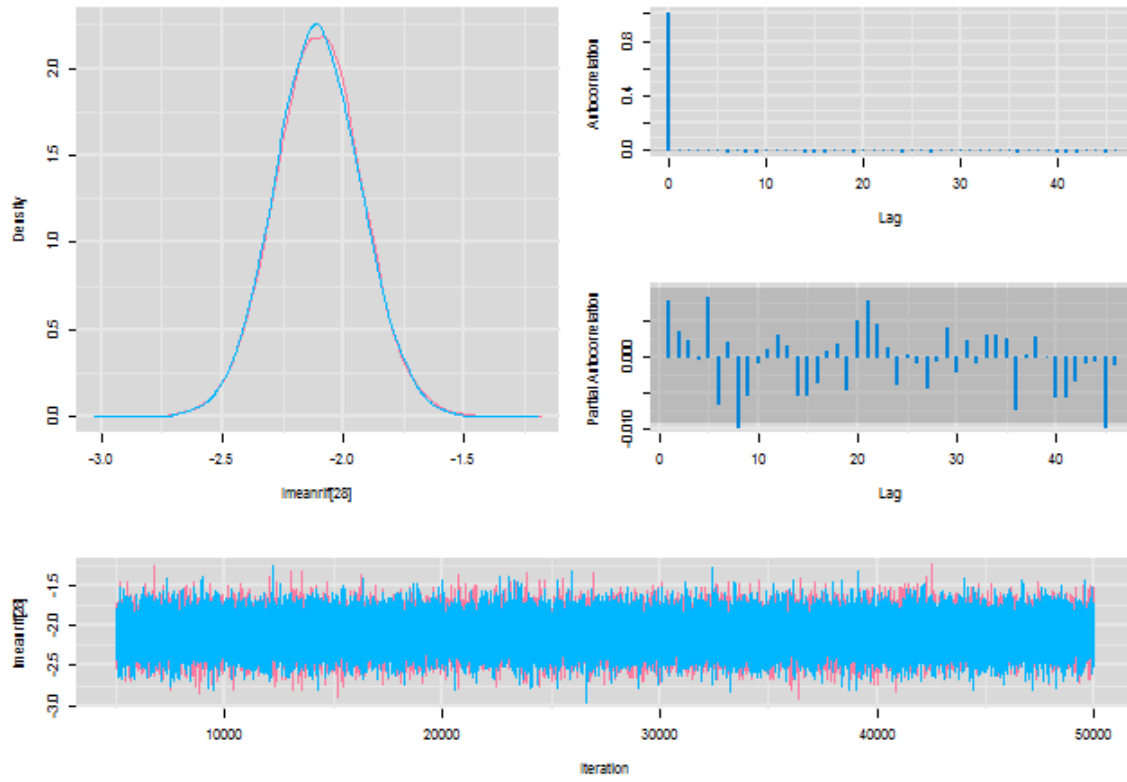 Density
0.0 0.5 1.0 1.5 2.0
-3.0 -2.5 -2.0 -1.5
lmeanrif[28]
Autocorrelation
0.0 0.4 0.8
0 10 20 30 40
Lag
Partial Autocorrelation
-0.010 0.000
0 10 20 30 40
Lag
lmeanrif[28]
-3.0 -2.5 -2.0 -1.5
10000 20000 30000 40000 50000
Iteration